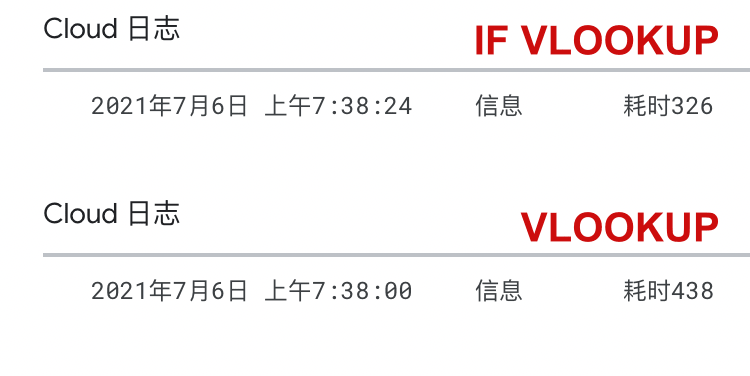 Cloud 日志
IF VLOOKUP
2021年7月6日 上午7:38:24 信息 耗时326
Cloud 日志
VLOOKUP
2021年7月6日 上午7:38:00 信息 耗时438